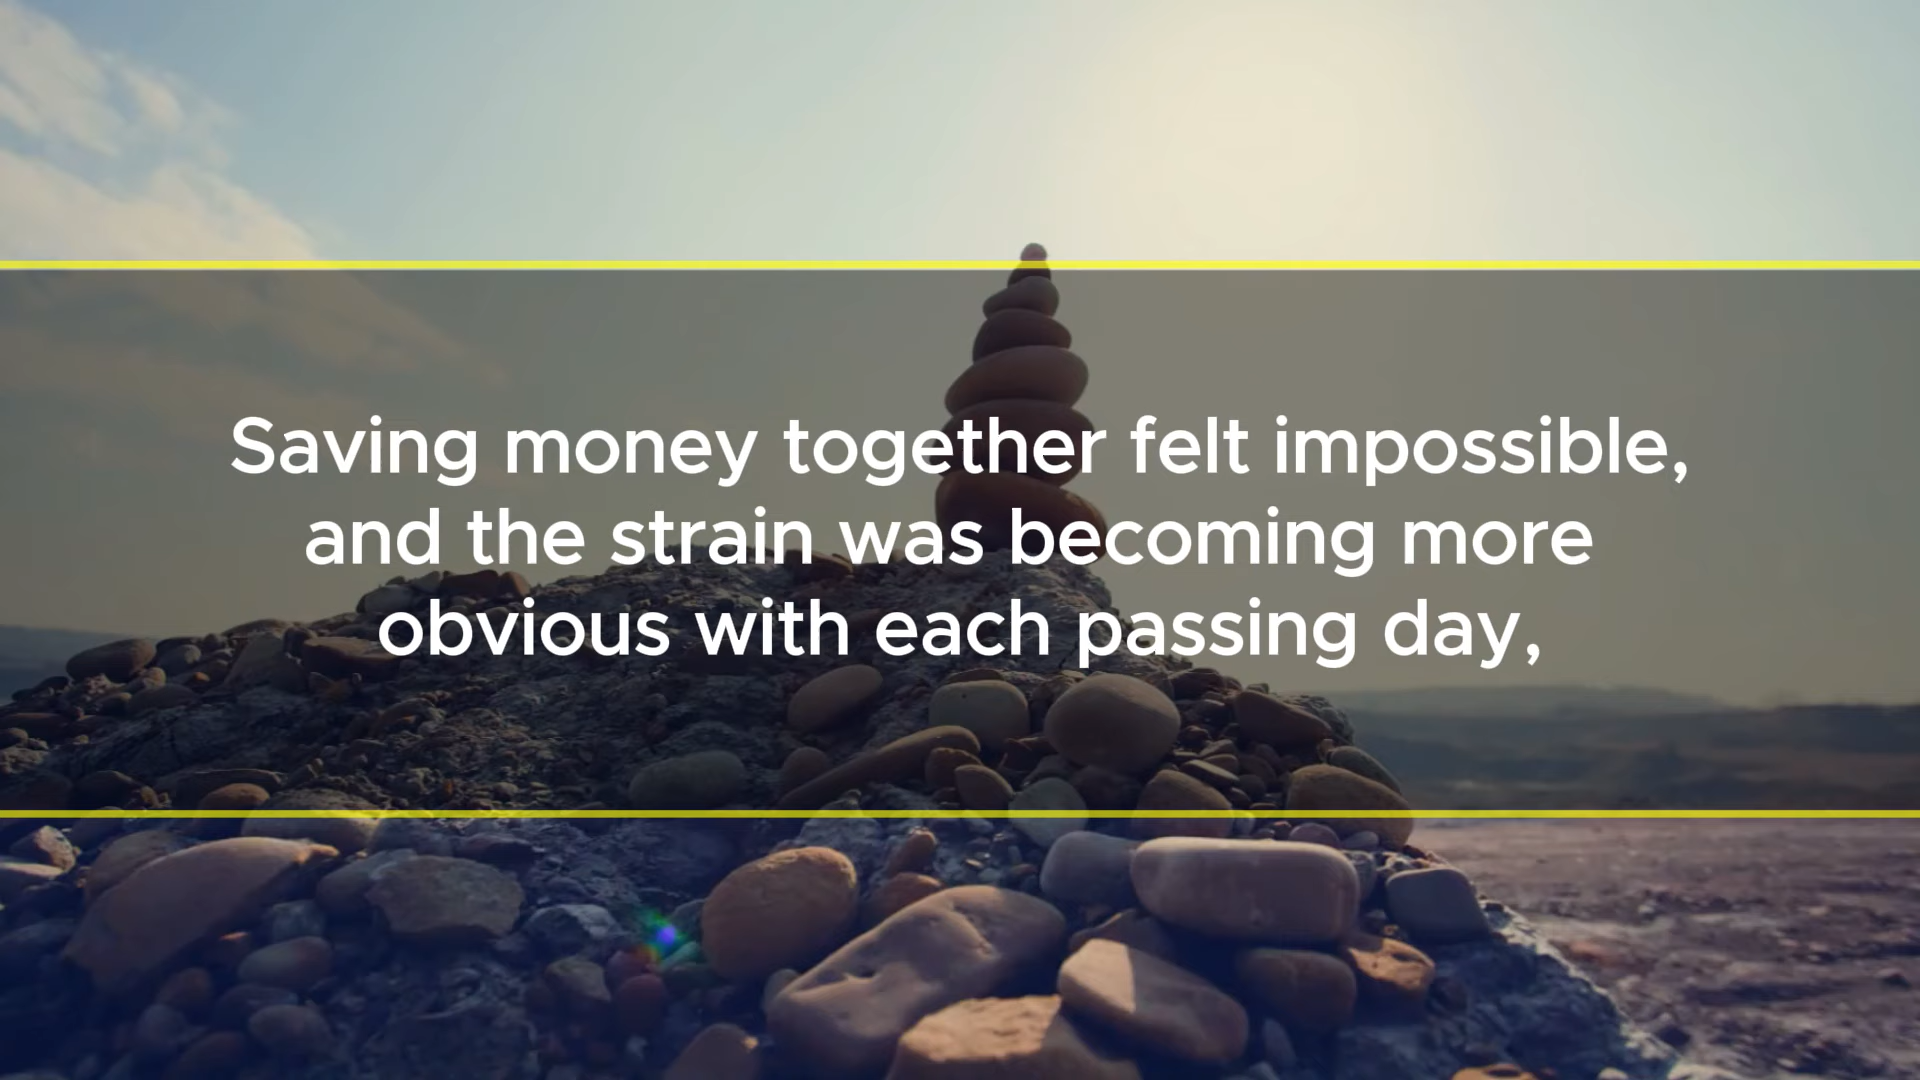 Saving money together felt impossible,
and the strain was becoming more
obvious with each passing day,